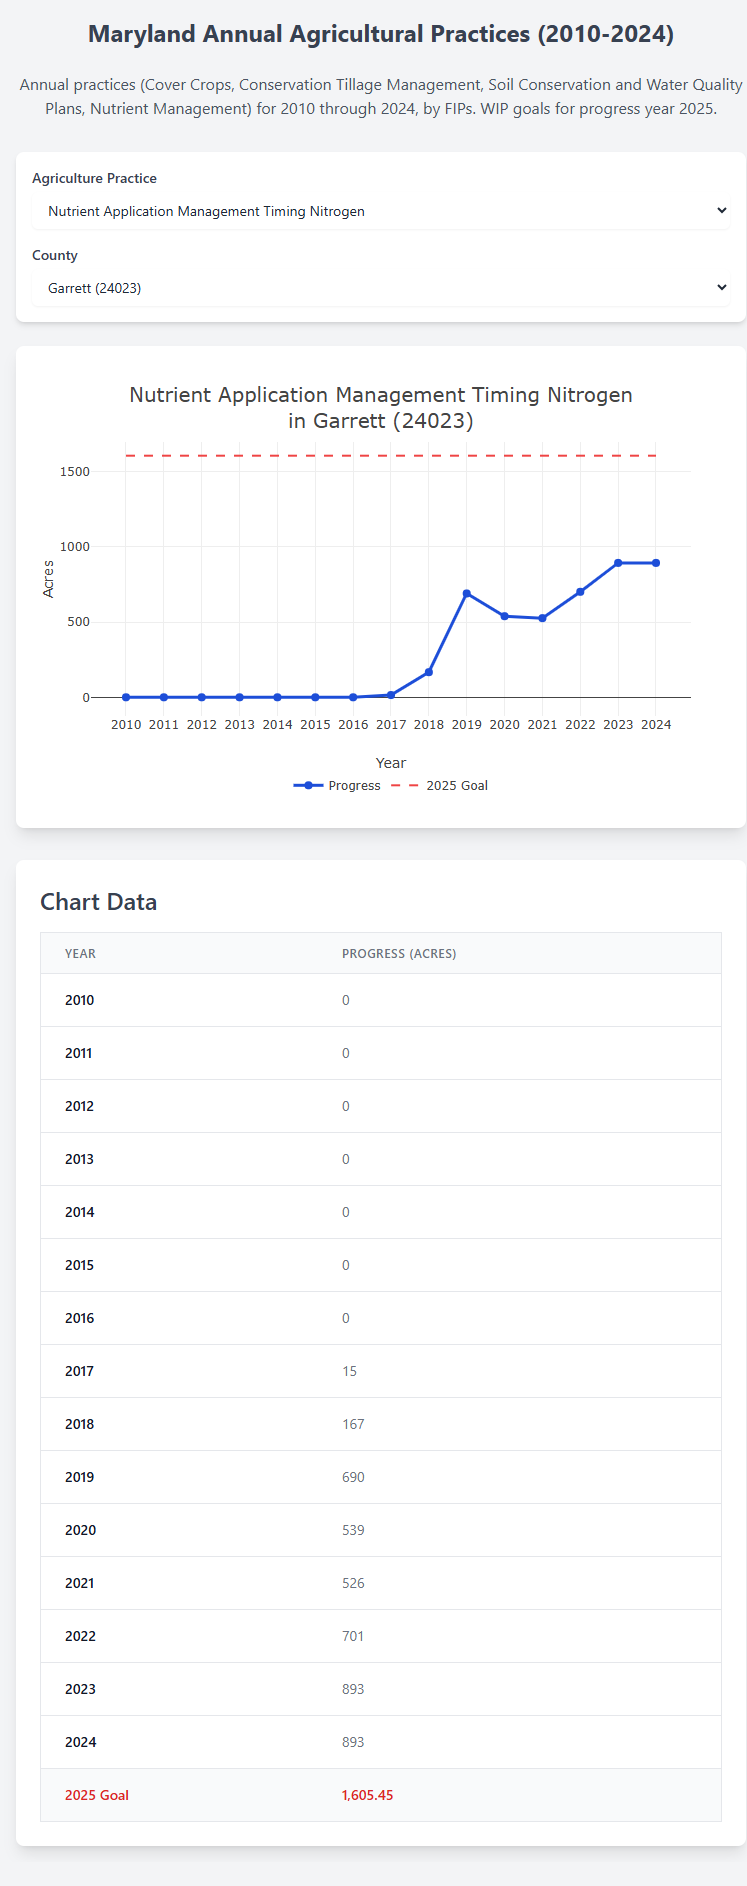 Maryland Annual Agricultural Practices (2010-2024)
Annual practices (Cover Crops, Conservation Tillage Management, Soil Conservation and Water Quality
Plans, Nutrient Management) for 2010 through 2024, by FIPs. WIP goals for progress year 2025.
Agriculture Practice
Nutrient Application Management Timing Nitrogen
County
Garrett (24023)
Nutrient Application Management Timing Nitrogen
in Garrett (24023)
1500
1000
500
0
Acres
2010 2011 2012 2013 2014 2015 2016 2017 2018 2019 2020 2021 2022 2023 2024
Year
Progress 2025 Goal
Chart Data
YEAR PROGRESS (ACRES)
2010 0
2011 0
2012 0
2013 0
2014 0
2015 0
2016 0
2017 15
2018 167
2019 690
2020 539
2021 526
2022 701
2023 893
2024 893
2025 Goal 1,605.45